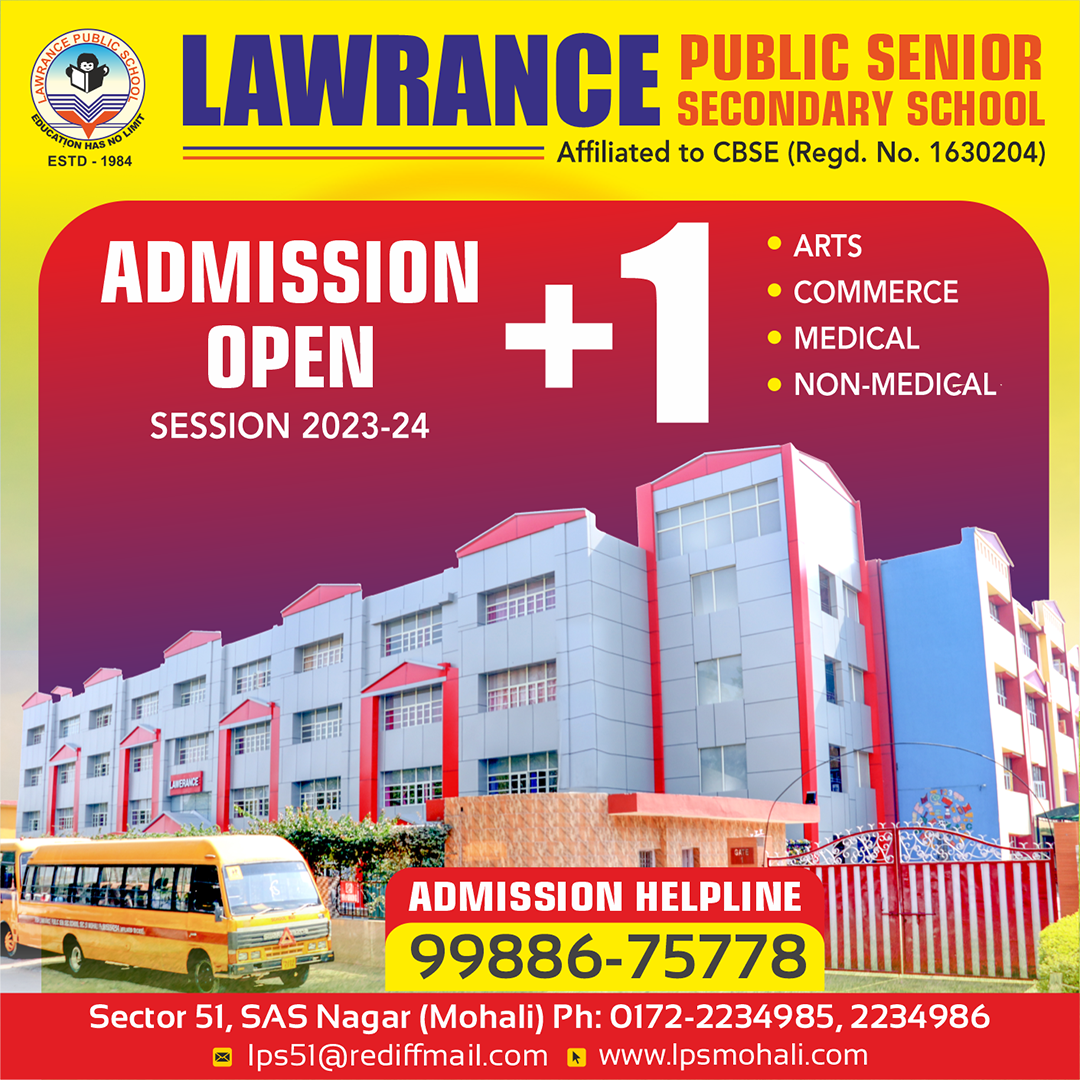 LAWRANCE PUBLIC SCHOOL
EDUCATION HAS NO LIMIT
ESTD - 1984
LAWRANCE
PUBLIC SENIOR
SECONDARY SCHOOL
Affiliated to CBSE (Regd. No. 1630204)
ADMISSION
OPEN
SESSION 2023-24
+1
• ARTS
• COMMERCE
• MEDICAL
• NON-MEDICAL
LAWERANCE
GATE
ADMISSION HELPLINE
99886-75778
Sector 51, SAS Nagar (Mohali) Ph: 0172-2234985, 2234986
lps51@rediffmail.com www.lpsmohali.com